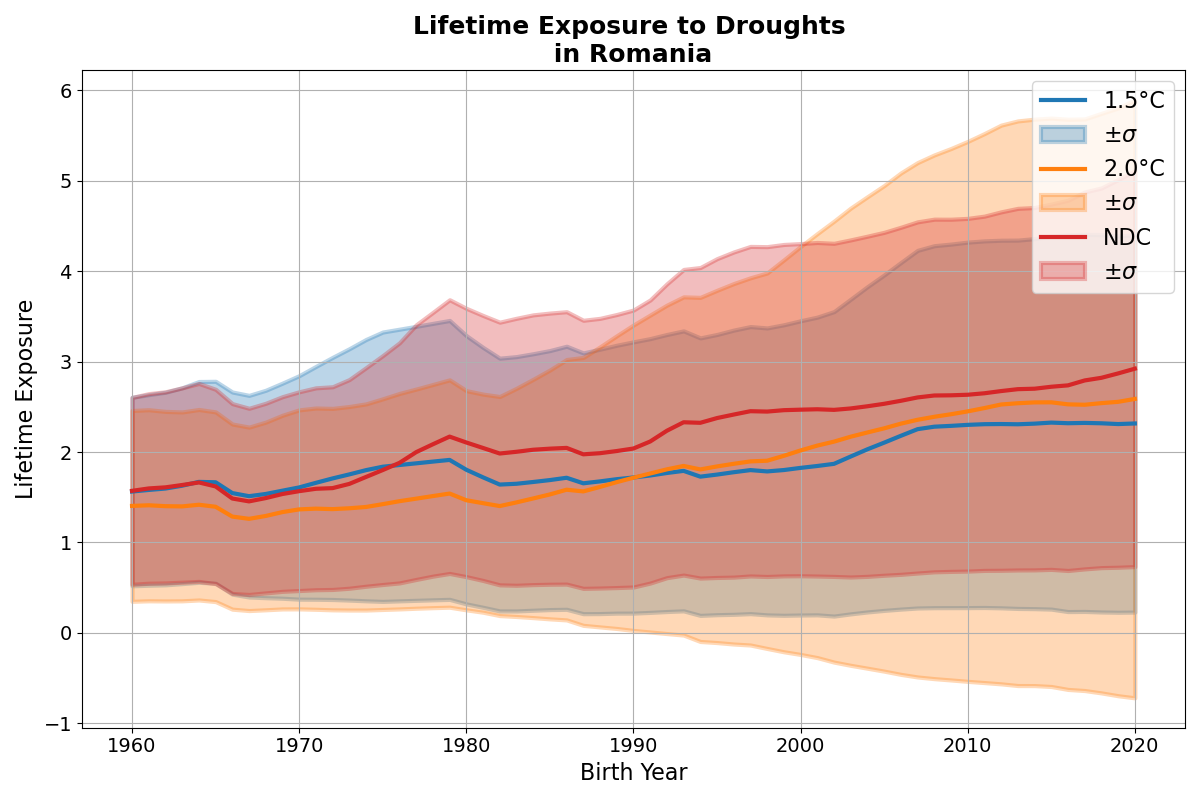 Lifetime Exposure to Droughts
in Romania
6
5
4
3
2
1
0
−1
Lifetime Exposure
1960
1970
1980
1990
2000
2010
2020
Birth Year
1.5°C
±σ
2.0°C
±σ
NDC
±σ